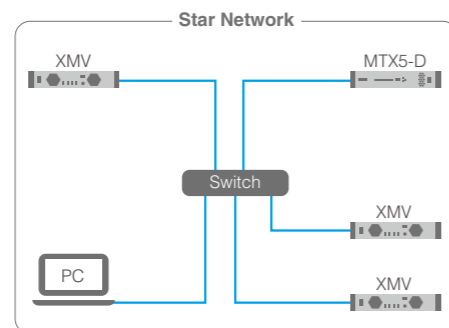 Star Network
XMV
MTX5-D
Switch
XMV
PC
XMV